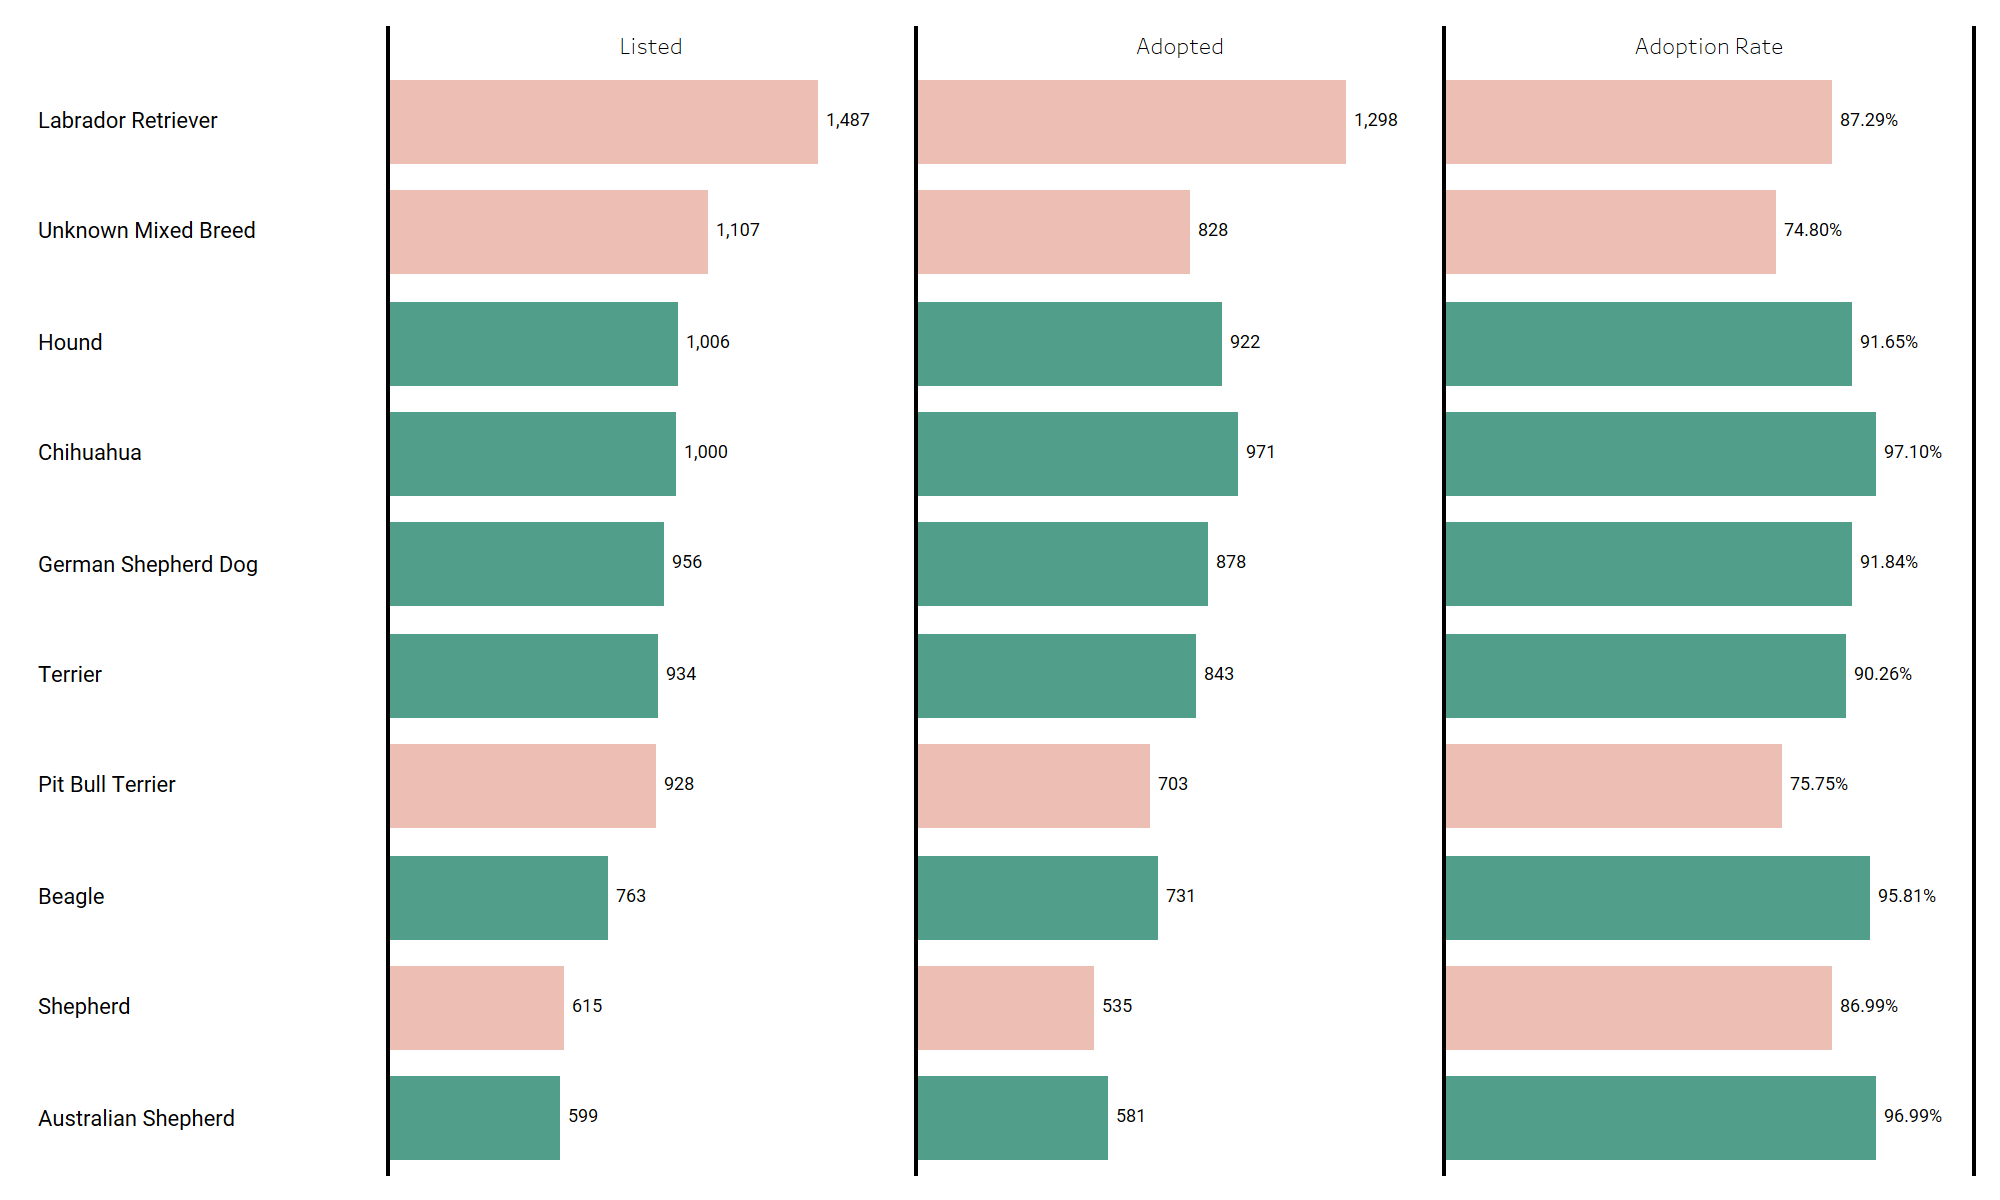 Listed Adopted Adoption Rate
Labrador Retriever 1,487 1,298 87.29%
Unknown Mixed Breed 1,107 828 74.80%
Hound 1,006 922 91.65%
Chihuahua 1,000 971 97.10%
German Shepherd Dog 956 878 91.84%
Terrier 934 843 90.26%
Pit Bull Terrier 928 703 75.75%
Beagle 763 731 95.81%
Shepherd 615 535 86.99%
Australian Shepherd 599 581 96.99%